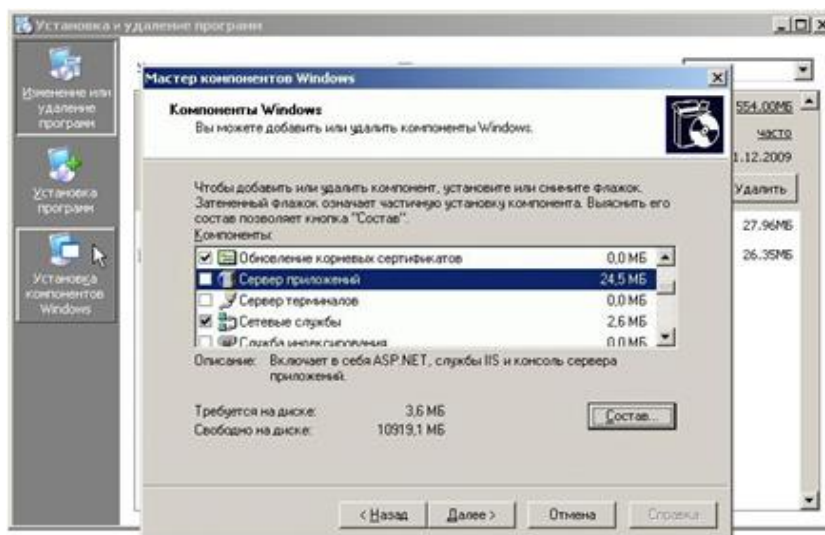 Установка и удаление программ
Изменение или
удаление
программ
Установка
программ
Установка
компонентов
Windows
Мастер компонентов Windows
Компоненты Windows
Вы можете добавить или удалить компоненты Windows.
Чтобы добавить или удалить компонент, установите или снимите флажок.
Затененный флажок означает частичную установку компонента. Выяснить его
состав позволяет кнопка "Состав".
Компоненты:
Обновление корневых сертификатов 0,0 МБ
Сервер приложений 24,5 МБ
Сервер терминалов 0,0 МБ
Сетевые службы 2,6 МБ
Служба индексирования 0,0 МБ
Описание: Включает в себя ASP.NET, службы IIS и консоль сервера
приложений.
Требуется на диске: 3,6 МБ
Свободно на диске: 10919,1 МБ
Состав...
< Назад Далее > Отмена Справка
554.00МБ
часто
1.12.2009
Удалить
27.96МБ
26.35МБ